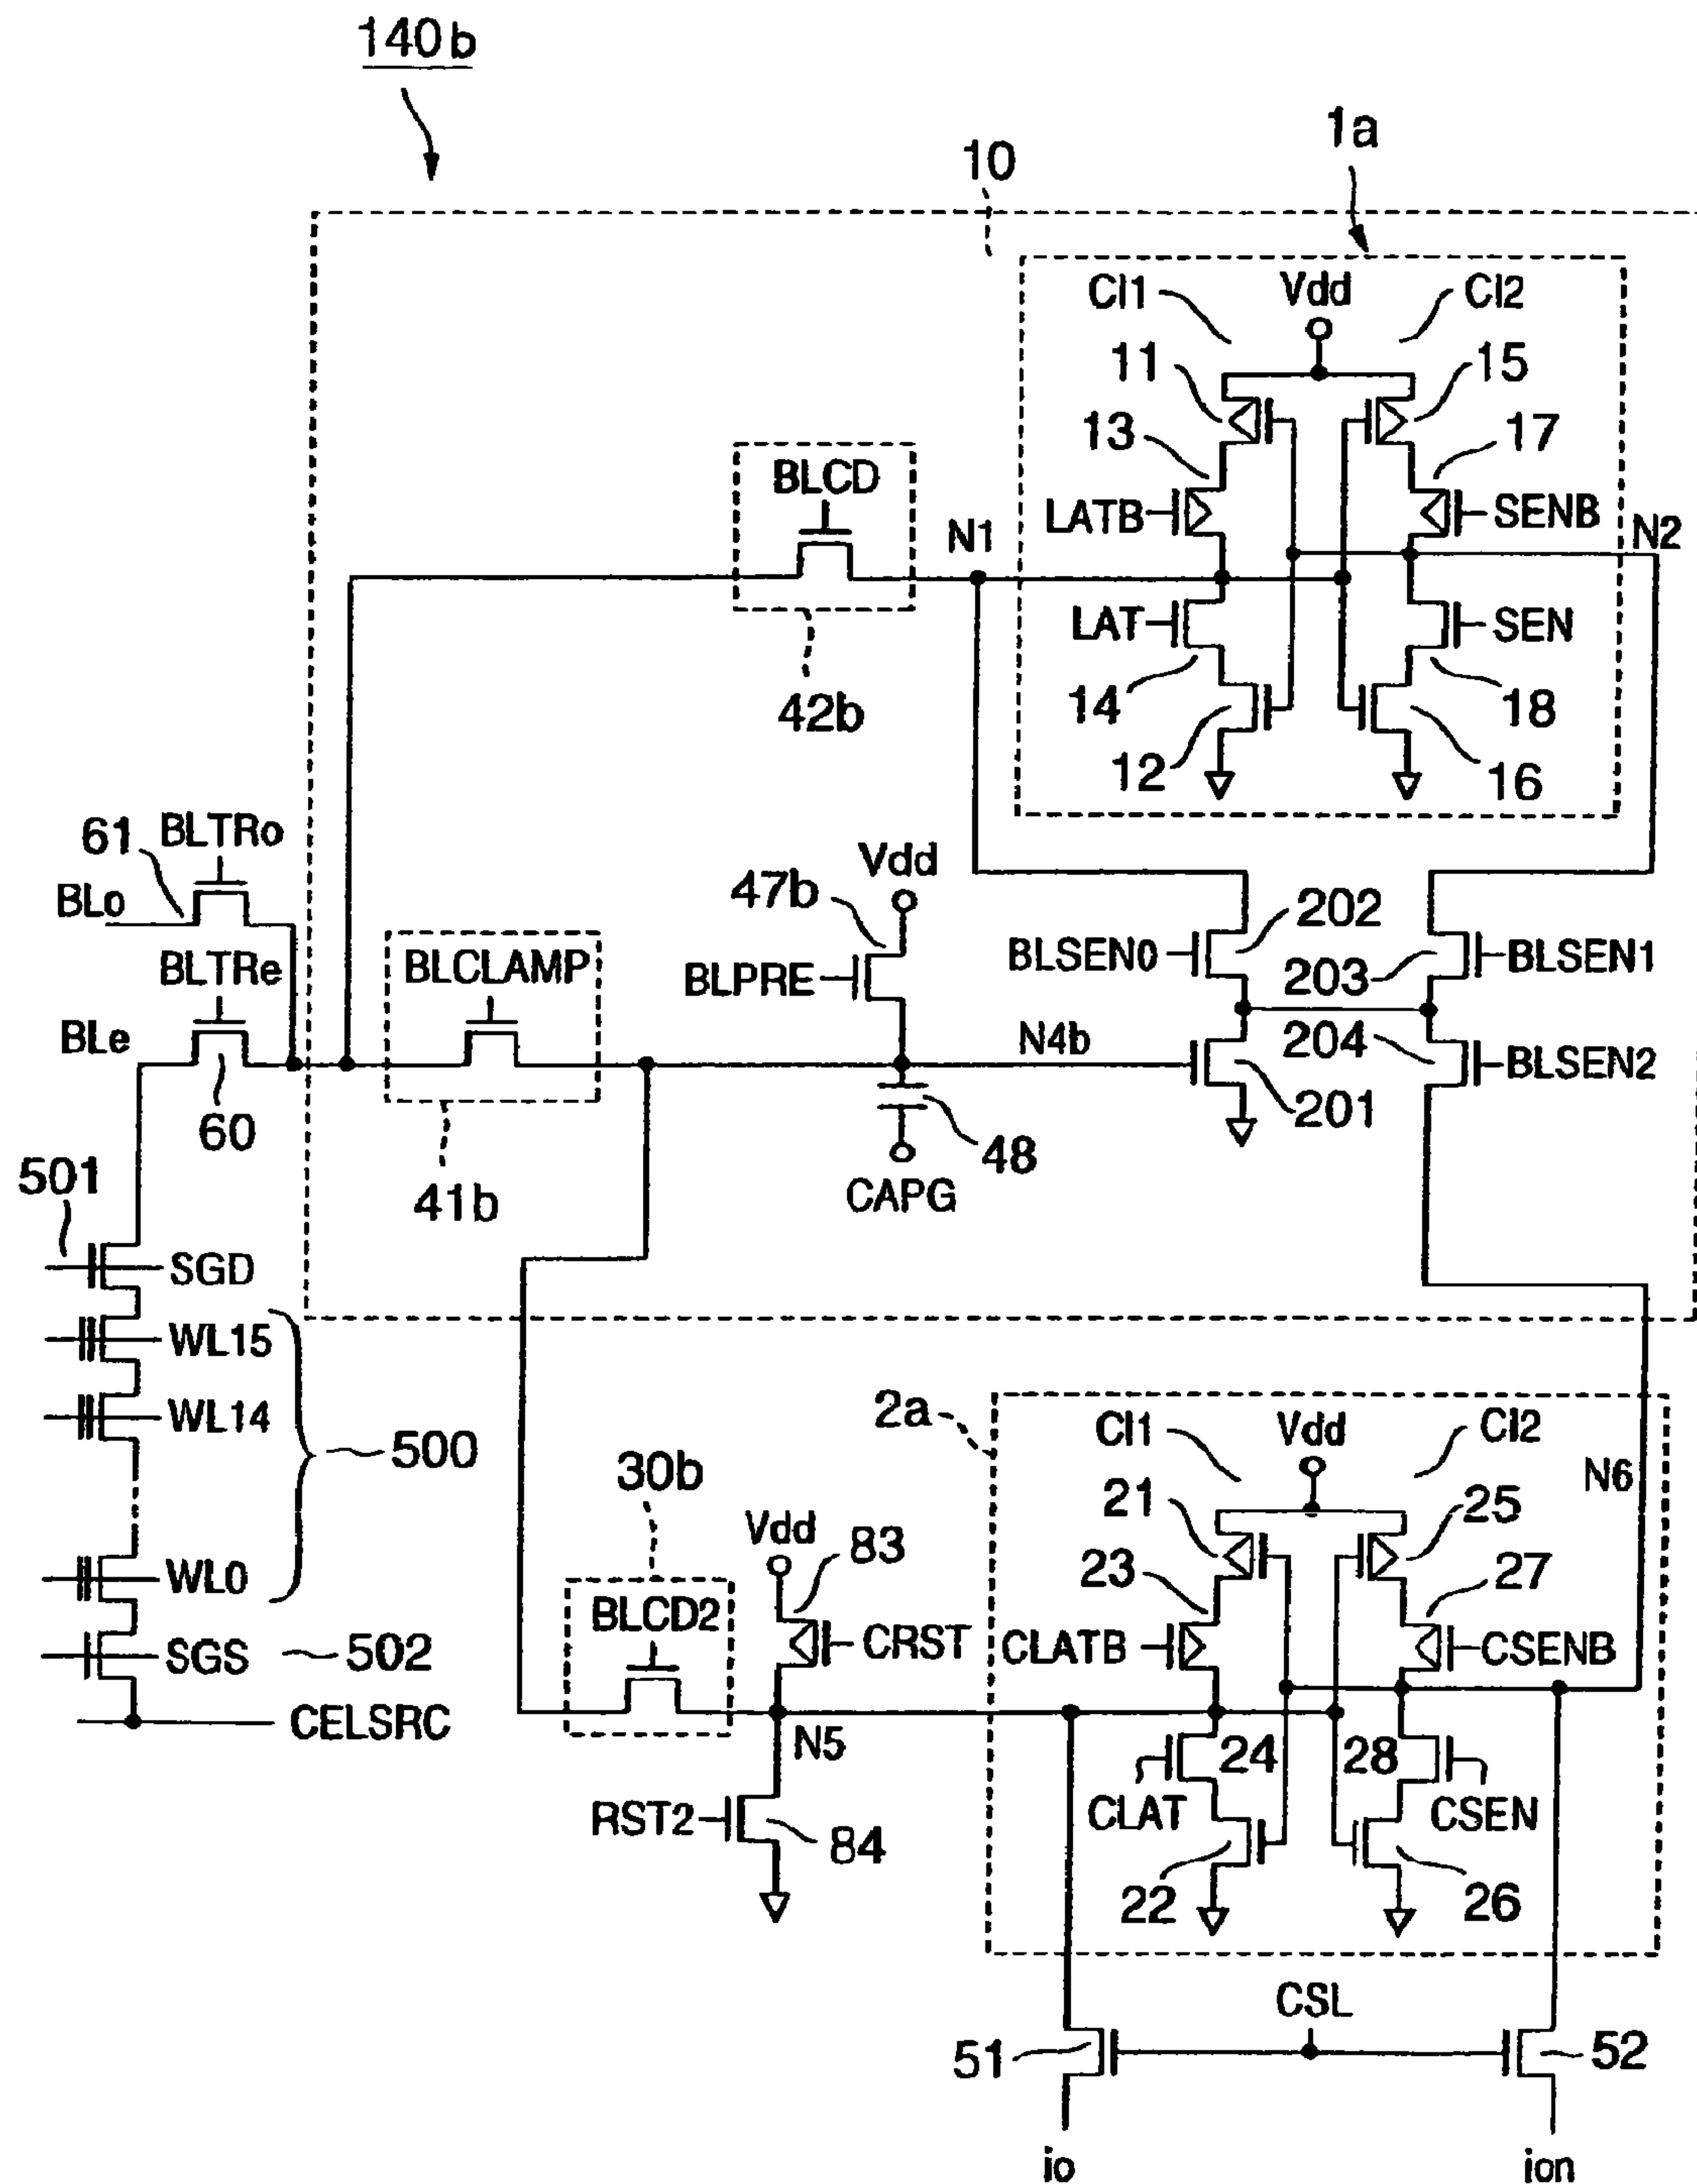 140b
10
1a
CI1
Vdd
CI2
11
15
13
17
BLCD
LATB
SENB
N1
N2
LAT
SEN
42b
14
18
12
16
61
BLTRo
BLo
Vdd
47b
202
BLTRe
BLCLAMP
BLPRE
BLSEN0
203
BLSEN1
BLe
N4b
204
BLSEN2
60
201
48
501
41b
CAPG
SGD
WL15
WL14
500
2a
CI1
Vdd
CI2
30b
N6
21
25
Vdd
83
23
27
WL0
BLCD2
CRST
CLATB
CSENB
SGS
502
CELSRC
N5
24
28
CLAT
CSEN
RST2
84
22
26
CSL
51
52
io
ion